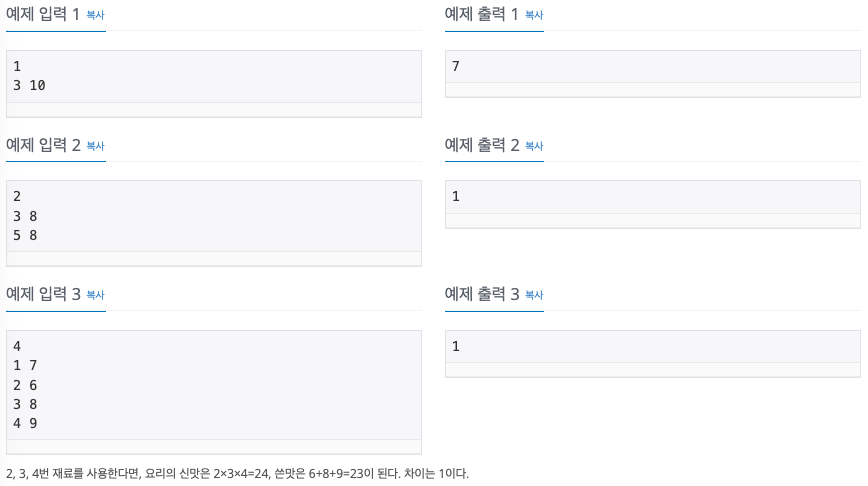 예제 입력 1 복사
1
3 10
예제 출력 1 복사
7
예제 입력 2 복사
2
3 8
5 8
예제 출력 2 복사
1
예제 입력 3 복사
4
1 7
2 6
3 8
4 9
예제 출력 3 복사
1
2, 3, 4번 재료를 사용한다면, 요리의 신맛은 2×3×4=24, 쓴맛은 6+8+9=23이 된다. 차이는 1이다.